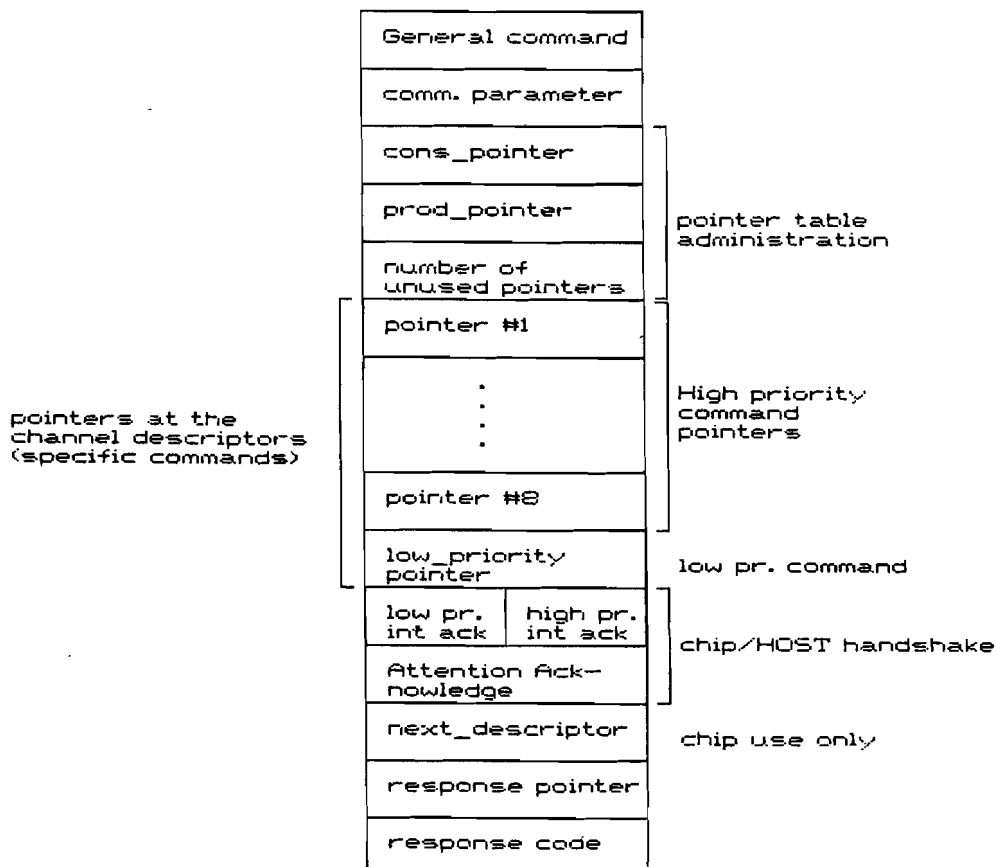 General command
comm. parameter
cons_pointer
prod_pointer
number of
unused pointers
pointer table
administration
pointer #1
pointers at the
channel descriptors
(specific commands)
High priority
command
pointers
pointer #8
low_priority
pointer
low pr. command
low pr.
int ack
high pr.
int ack
Attention Ack-
nowledge
chip/HOST handshake
next_descriptor
chip use only
response pointer
response code